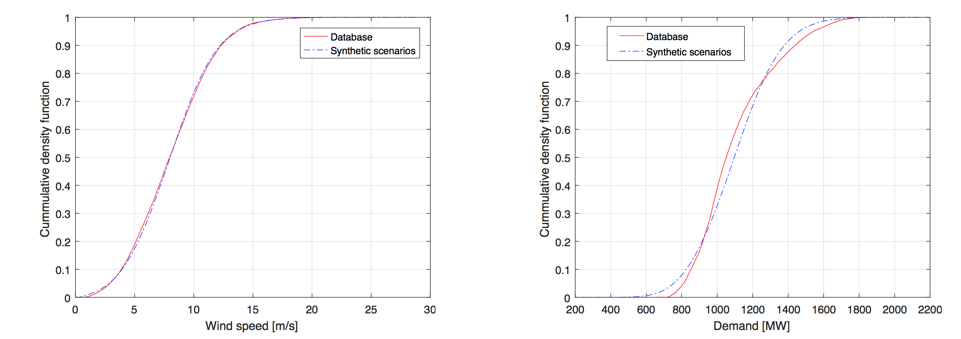 1
0.9
0.8
0.7
0.6
0.5
0.4
0.3
0.2
0.1
0
Cummulative density function
Database
Synthetic scenarios
0 5 10 15 20 25 30
Wind speed [m/s]
1
0.9
0.8
0.7
0.6
0.5
0.4
0.3
0.2
0.1
0
Cummulative density function
Database
Synthetic scenarios
200 400 600 800 1000 1200 1400 1600 1800 2000 2200
Demand [MW]